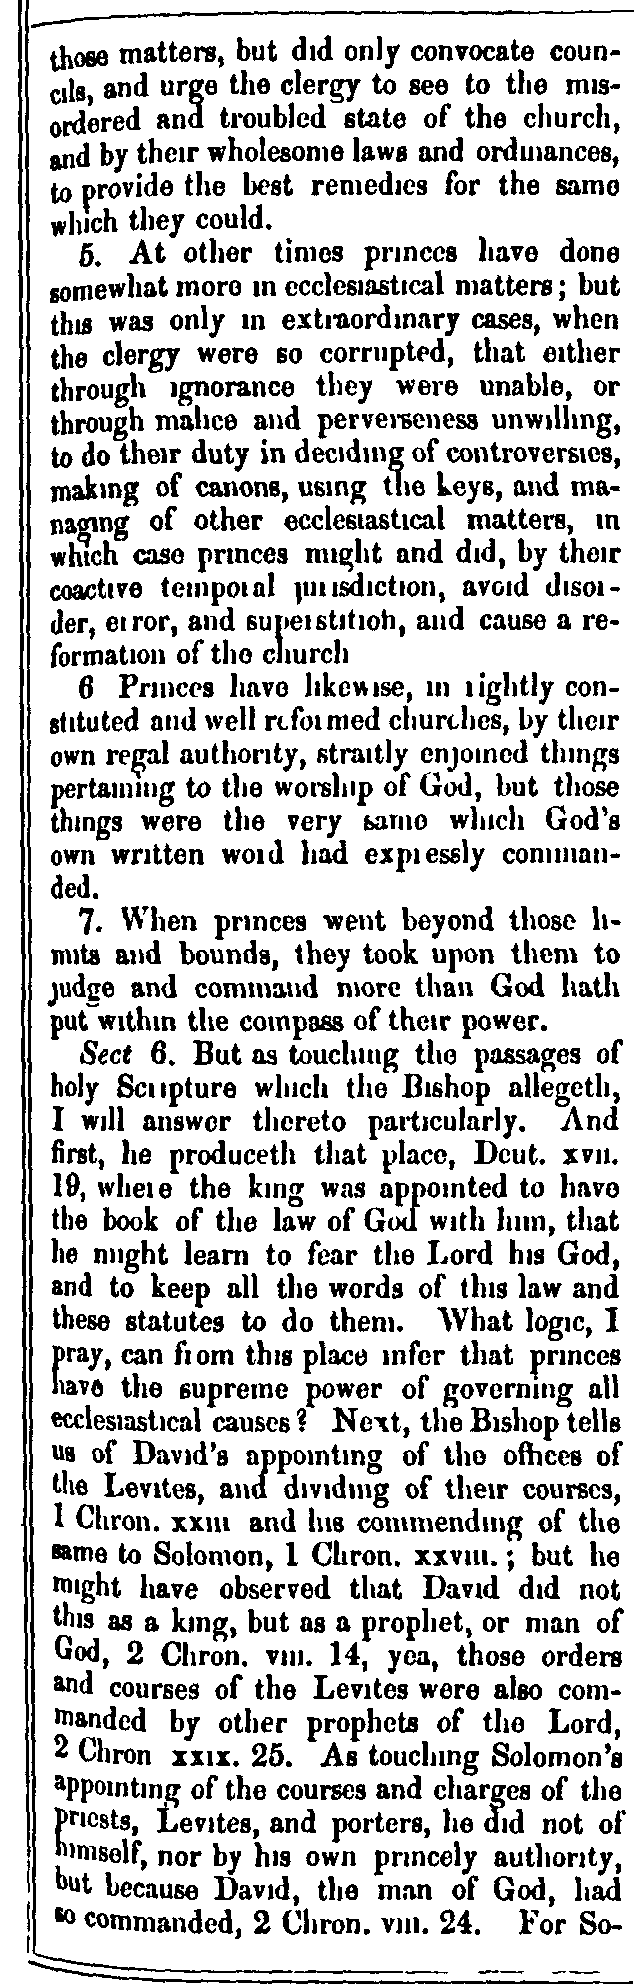 those matters, but did only convocate coun-
cils, and urge the clergy to see to the mis-
ordered and troubled state of the church,
and by their wholesome laws and ordinances,
to provide the best remedies for the same
which they could.
5. At other times princes have done
somewhat more in ecclesiastical matters; but
this was only in extraordinary cases, when
the clergy were so corrupted, that either
through ignorance they were unable, or
through malice and perverseness unwilling,
to do their duty in deciding of controversies,
making of canons, using the keys, and ma-
naging of other ecclesiastical matters, in
which case princes might and did, by their
coactive temporal jurisdiction, avoid disor-
der, error, and superstition, and cause a re-
formation of the church
6 Princes have likewise, in rightly con-
stituted and well reformed churches, by their
own regal authority, straitly enjoined things
pertaining to the worship of God, but those
things were the very same which God's
own written word had expressly comman-
ded.
7. When princes went beyond those li-
mits and bounds, they took upon them to
judge and command more than God hath
put within the compass of their power.
Sect 6. But as touching the passages of
holy Scripture which the Bishop allegeth,
I will answer thereto particularly. And
first, he produceth that place, Deut. xvii.
19, where the king was appointed to have
the book of the law of God with him, that
he might learn to fear the Lord his God,
and to keep all the words of this law and
these statutes to do them. What logic, I
pray, can from this place infer that princes
have the supreme power of governing all
ecclesiastical causes? Next, the Bishop tells
us of David's appointing of the offices of
the Levites, and dividing of their courses,
1 Chron. xxiii and his commending of the
same to Solomon, 1 Chron. xxviii.; but he
might have observed that David did not
this as a king, but as a prophet, or man of
God, 2 Chron. viii. 14, yea, those orders
and courses of the Levites were also com-
manded by other prophets of the Lord,
2 Chron xxix. 25. As touching Solomon's
appointing of the courses and charges of the
priests, Levites, and porters, he did not of
himself, nor by his own princely authority,
but because David, the man of God, had
so commanded, 2 Chron. viii. 24. For So-